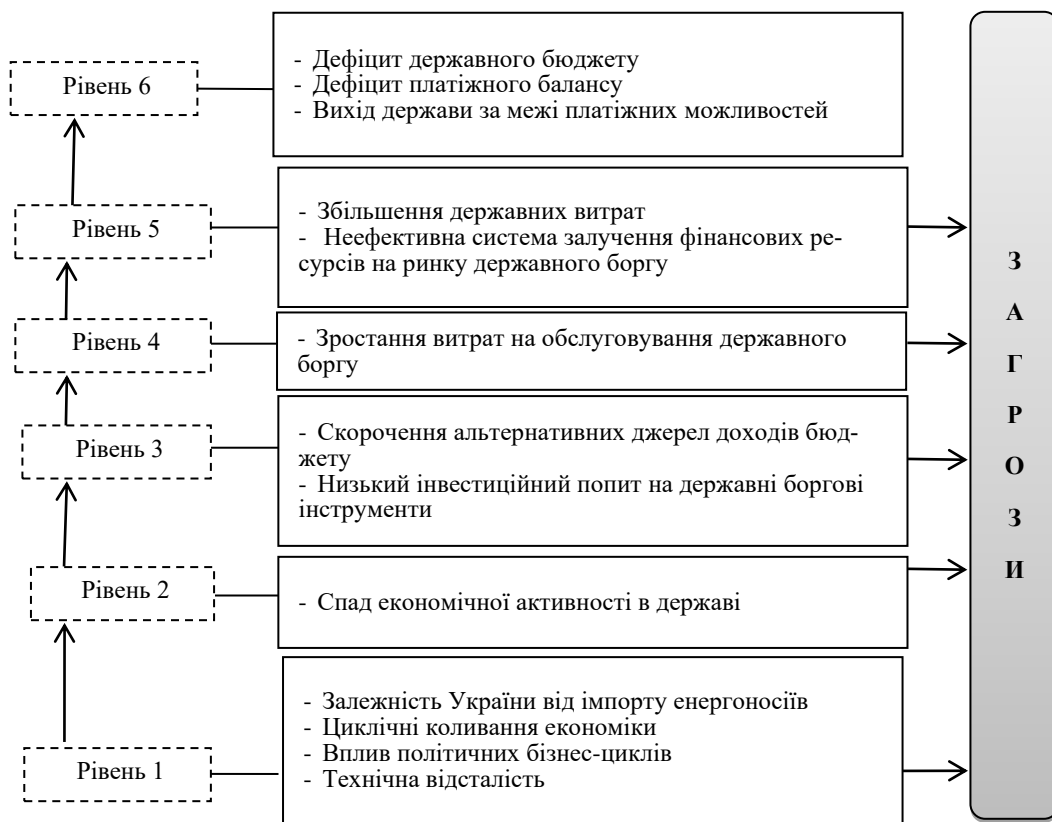 Рівень 6
- Дефіцит державного бюджету
- Дефіцит платіжного балансу
- Вихід держави за межі платіжних можливостей
Рівень 5
- Збільшення державних витрат
- Неефективна система залучення фінансових ре-
сурсів на ринку державного боргу
Рівень 4
- Зростання витрат на обслуговування державного
боргу
Рівень 3
- Скорочення альтернативних джерел доходів бюд-
жету
- Низький інвестиційний попит на державні боргові
інструменти
Рівень 2
- Спад економічної активності в державі
Рівень 1
- Залежність України від імпорту енергоносіїв
- Циклічні коливання економіки
- Вплив політичних бізнес-циклів
- Технічна відсталість
З
А
Г
Р
О
З
И